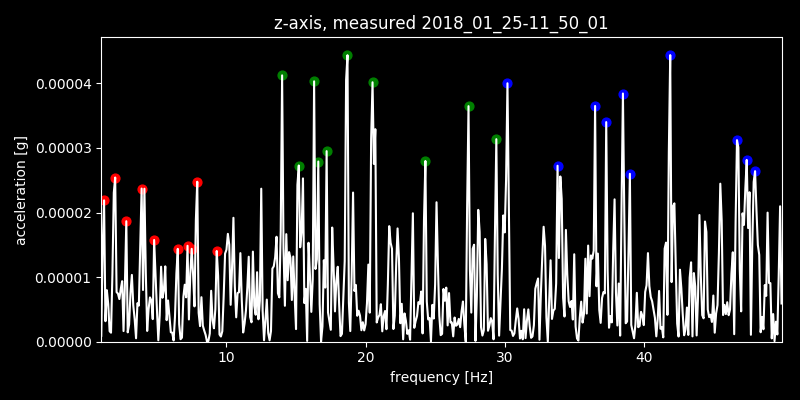 z-axis, measured 2018_01_25-11_50_01
0.00004
0.00003
0.00002
0.00001
0.00000
acceleration [g]
10 20 30 40
frequency [Hz]